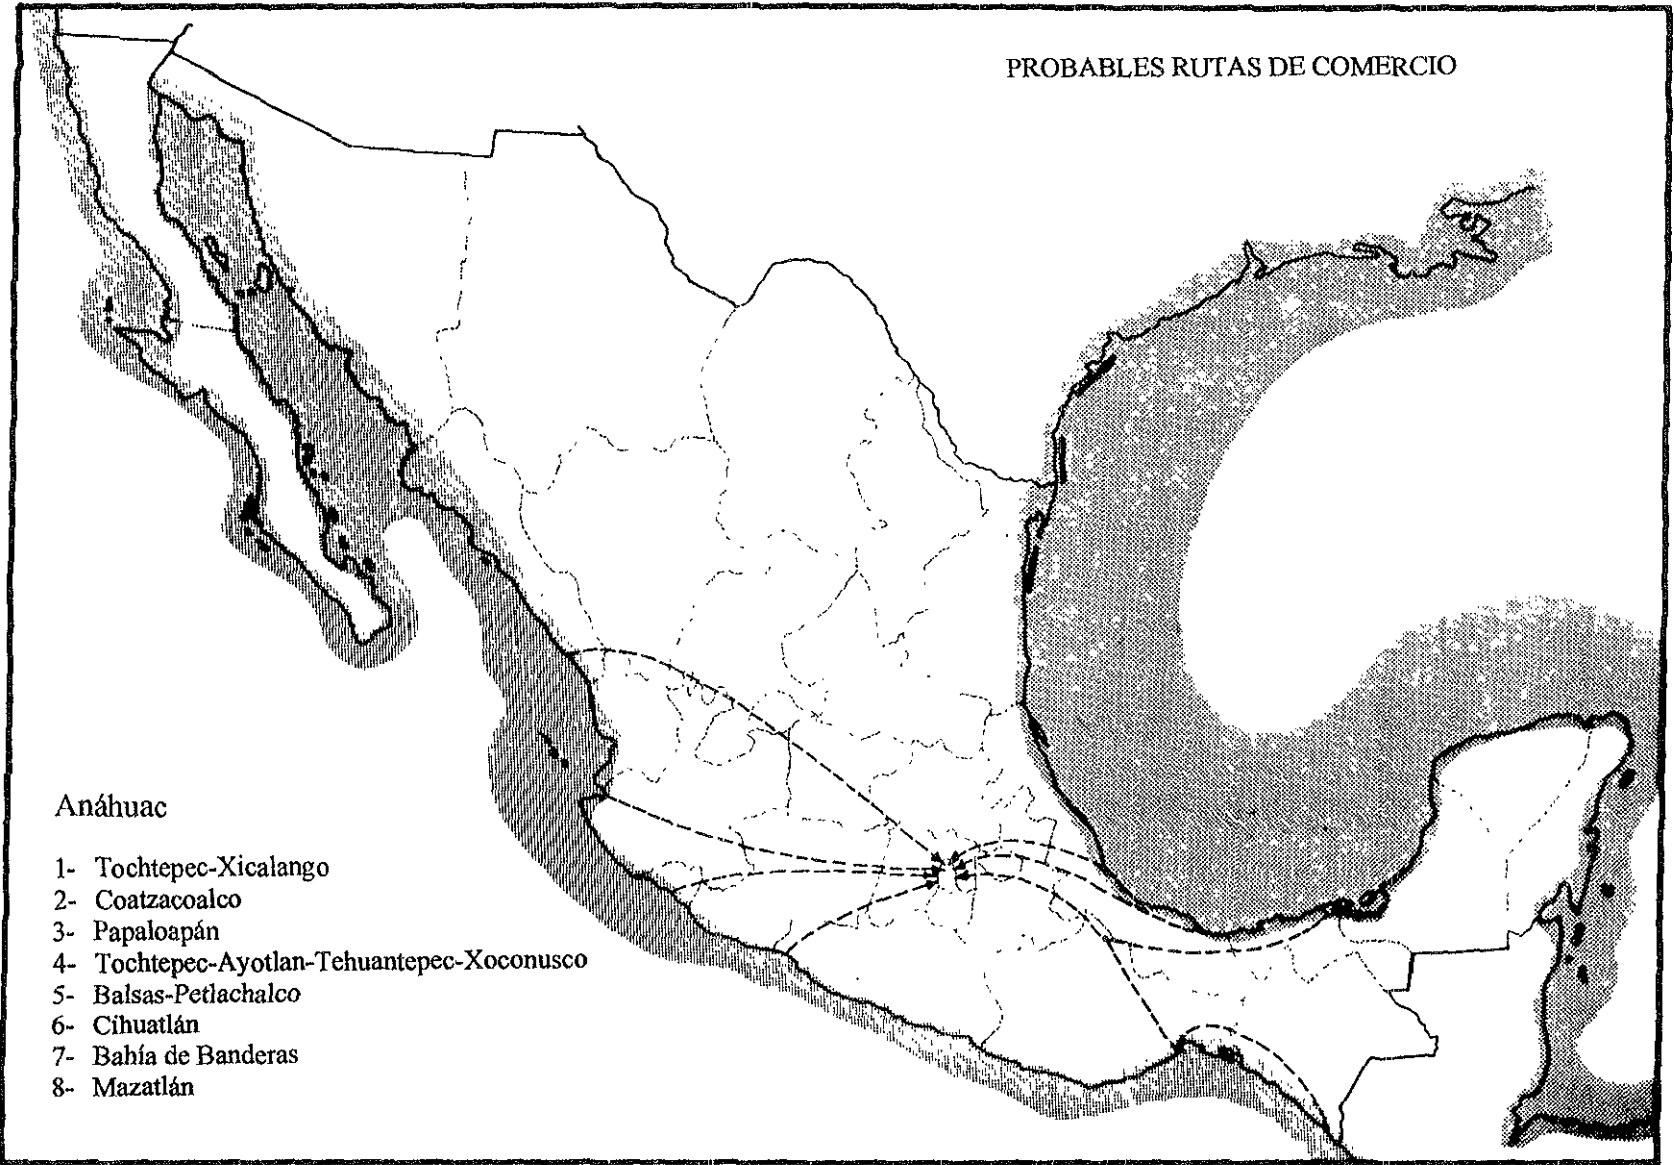 PROBABLES RUTAS DE COMERCIO
Anáhuac
1- Tochtepec-Xicalango
2- Coatzacoalco
3- Papaloapán
4- Tochtepec-Ayotlan-Tehuantepec-Xoconusco
5- Balsas-Petlachalco
6- Cihuatlán
7- Bahía de Banderas
8- Mazatlán